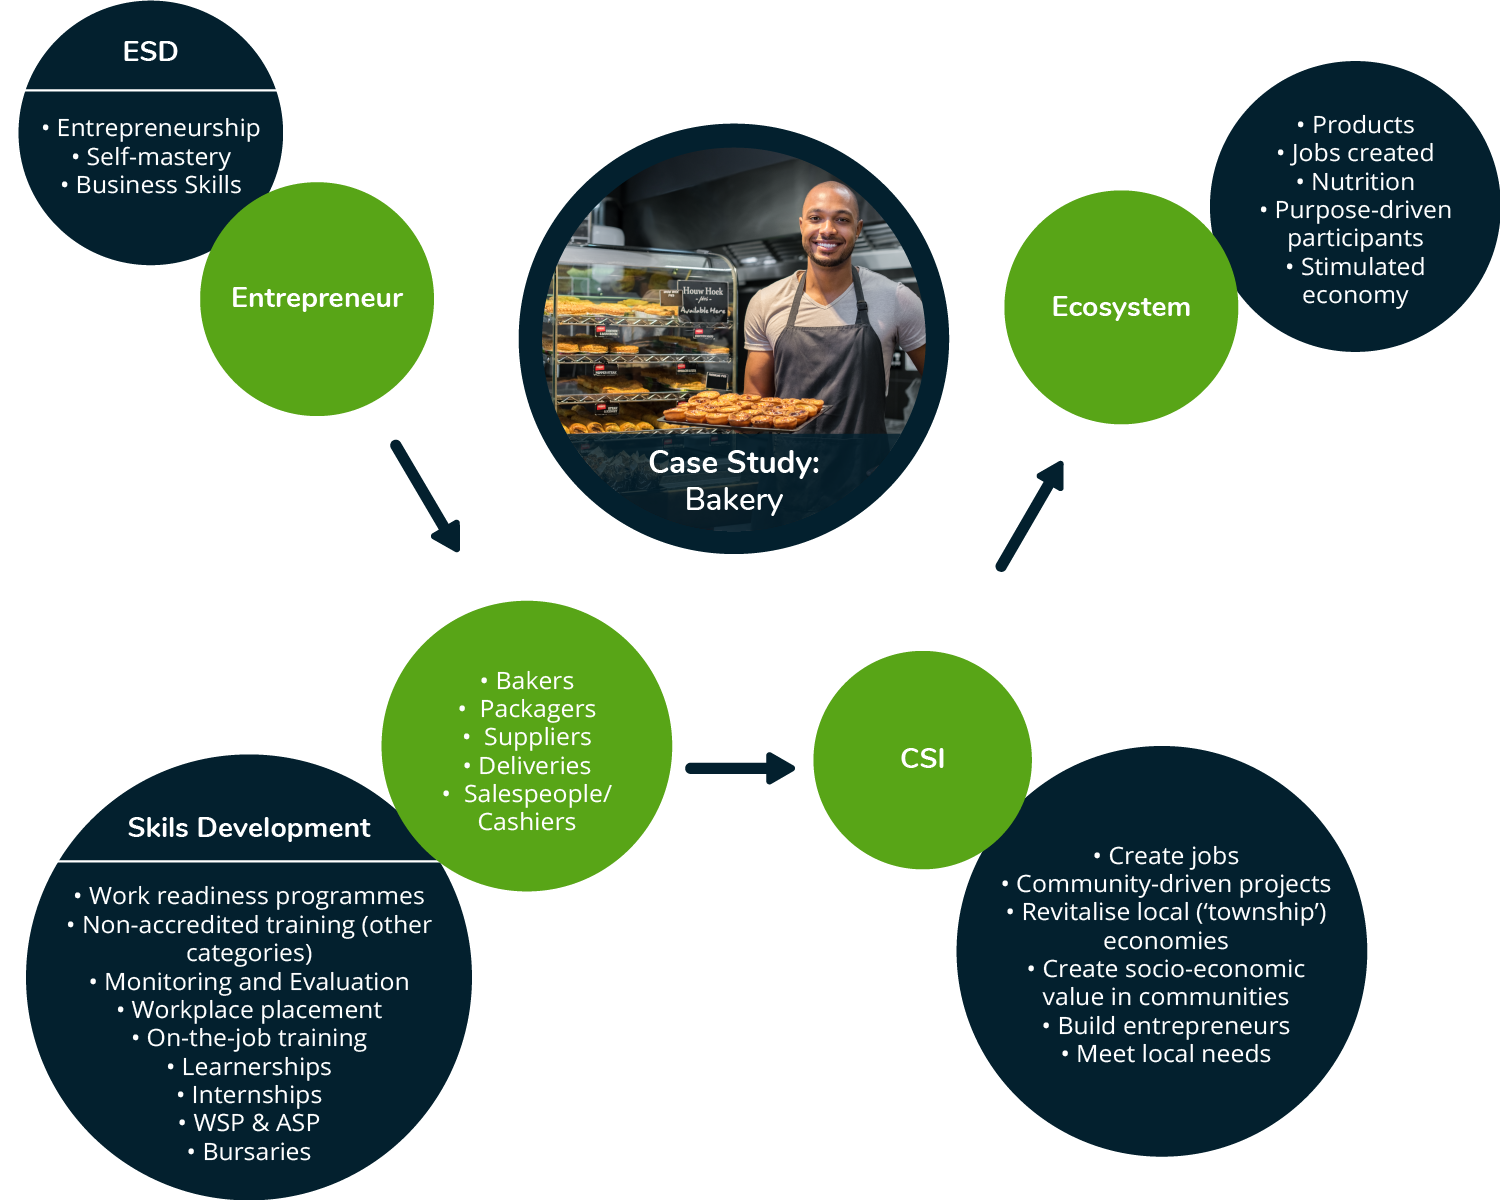 ESD
• Entrepreneurship
• Self-mastery
• Business Skills
Entrepreneur
Houw Hoek
Available Here
Case Study:
Bakery
Ecosystem
• Products
• Jobs created
• Nutrition
• Purpose-driven
participants
• Stimulated
economy
• Bakers
• Packagers
• Suppliers
• Deliveries
• Salespeople/
Cashiers
Skils Development
• Work readiness programmes
• Non-accredited training (other
categories)
• Monitoring and Evaluation
• Workplace placement
• On-the-job training
• Learnerships
• Internships
• WSP & ASP
• Bursaries
CSI
• Create jobs
• Community-driven projects
• Revitalise local (‘township’)
economies
• Create socio-economic
value in communities
• Build entrepreneurs
• Meet local needs